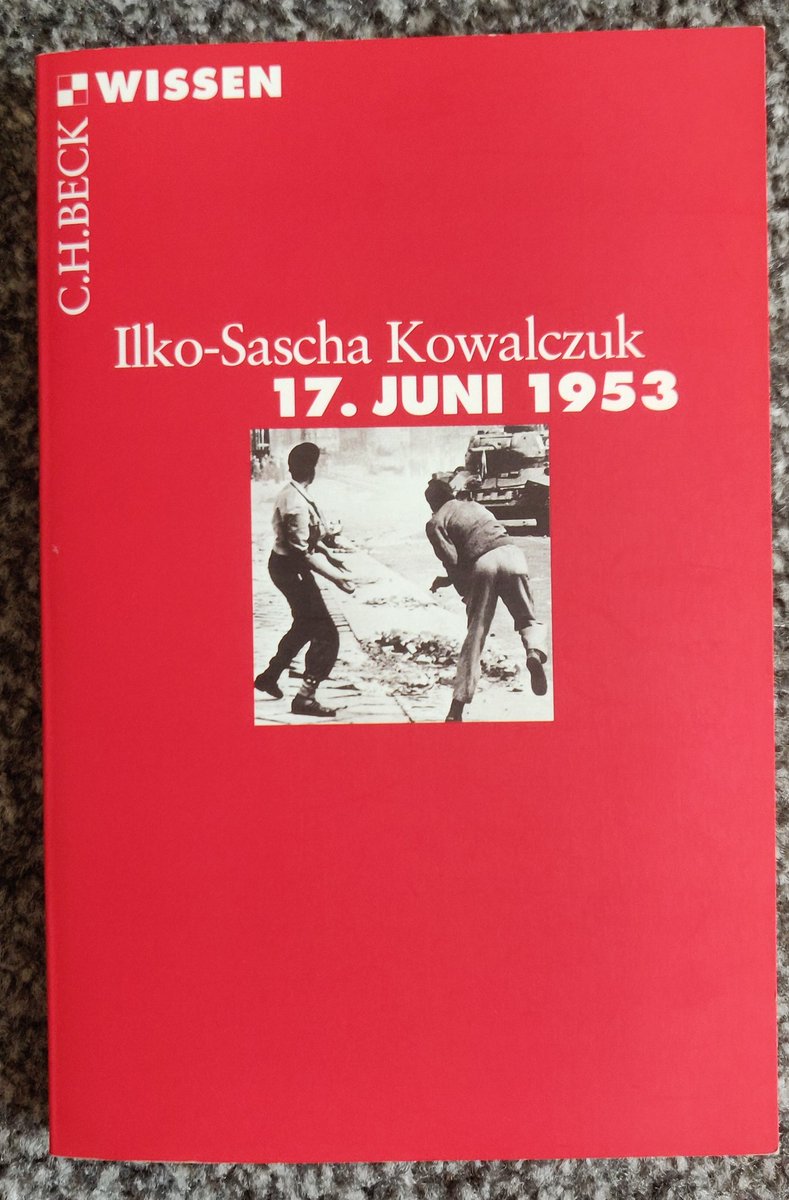 WISSEN
C.H.BECK
Ilko-Sascha Kowalczuk
17. JUNI 1953